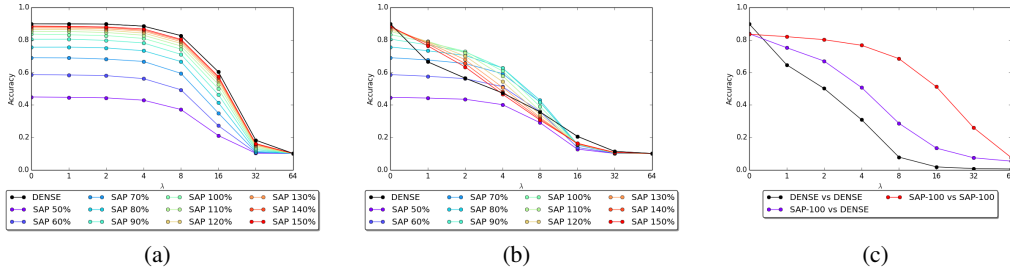 Accuracy
1.0
0.8
0.6
0.4
0.2
0.0
0 1 2 4 8 16 32 64
λ
DENSE SAP 70% SAP 100% SAP 130%
SAP 50% SAP 80% SAP 110% SAP 140%
SAP 60% SAP 90% SAP 120% SAP 150%
(a)
Accuracy
1.0
0.8
0.6
0.4
0.2
0.0
0 1 2 4 8 16 32 64
λ
DENSE SAP 70% SAP 100% SAP 130%
SAP 50% SAP 80% SAP 110% SAP 140%
SAP 60% SAP 90% SAP 120% SAP 150%
(b)
Accuracy
1.0
0.8
0.6
0.4
0.2
0.0
0 1 2 4 8 16 32 64
λ
DENSE vs DENSE SAP-100 vs SAP-100
SAP-100 vs DENSE
(c)